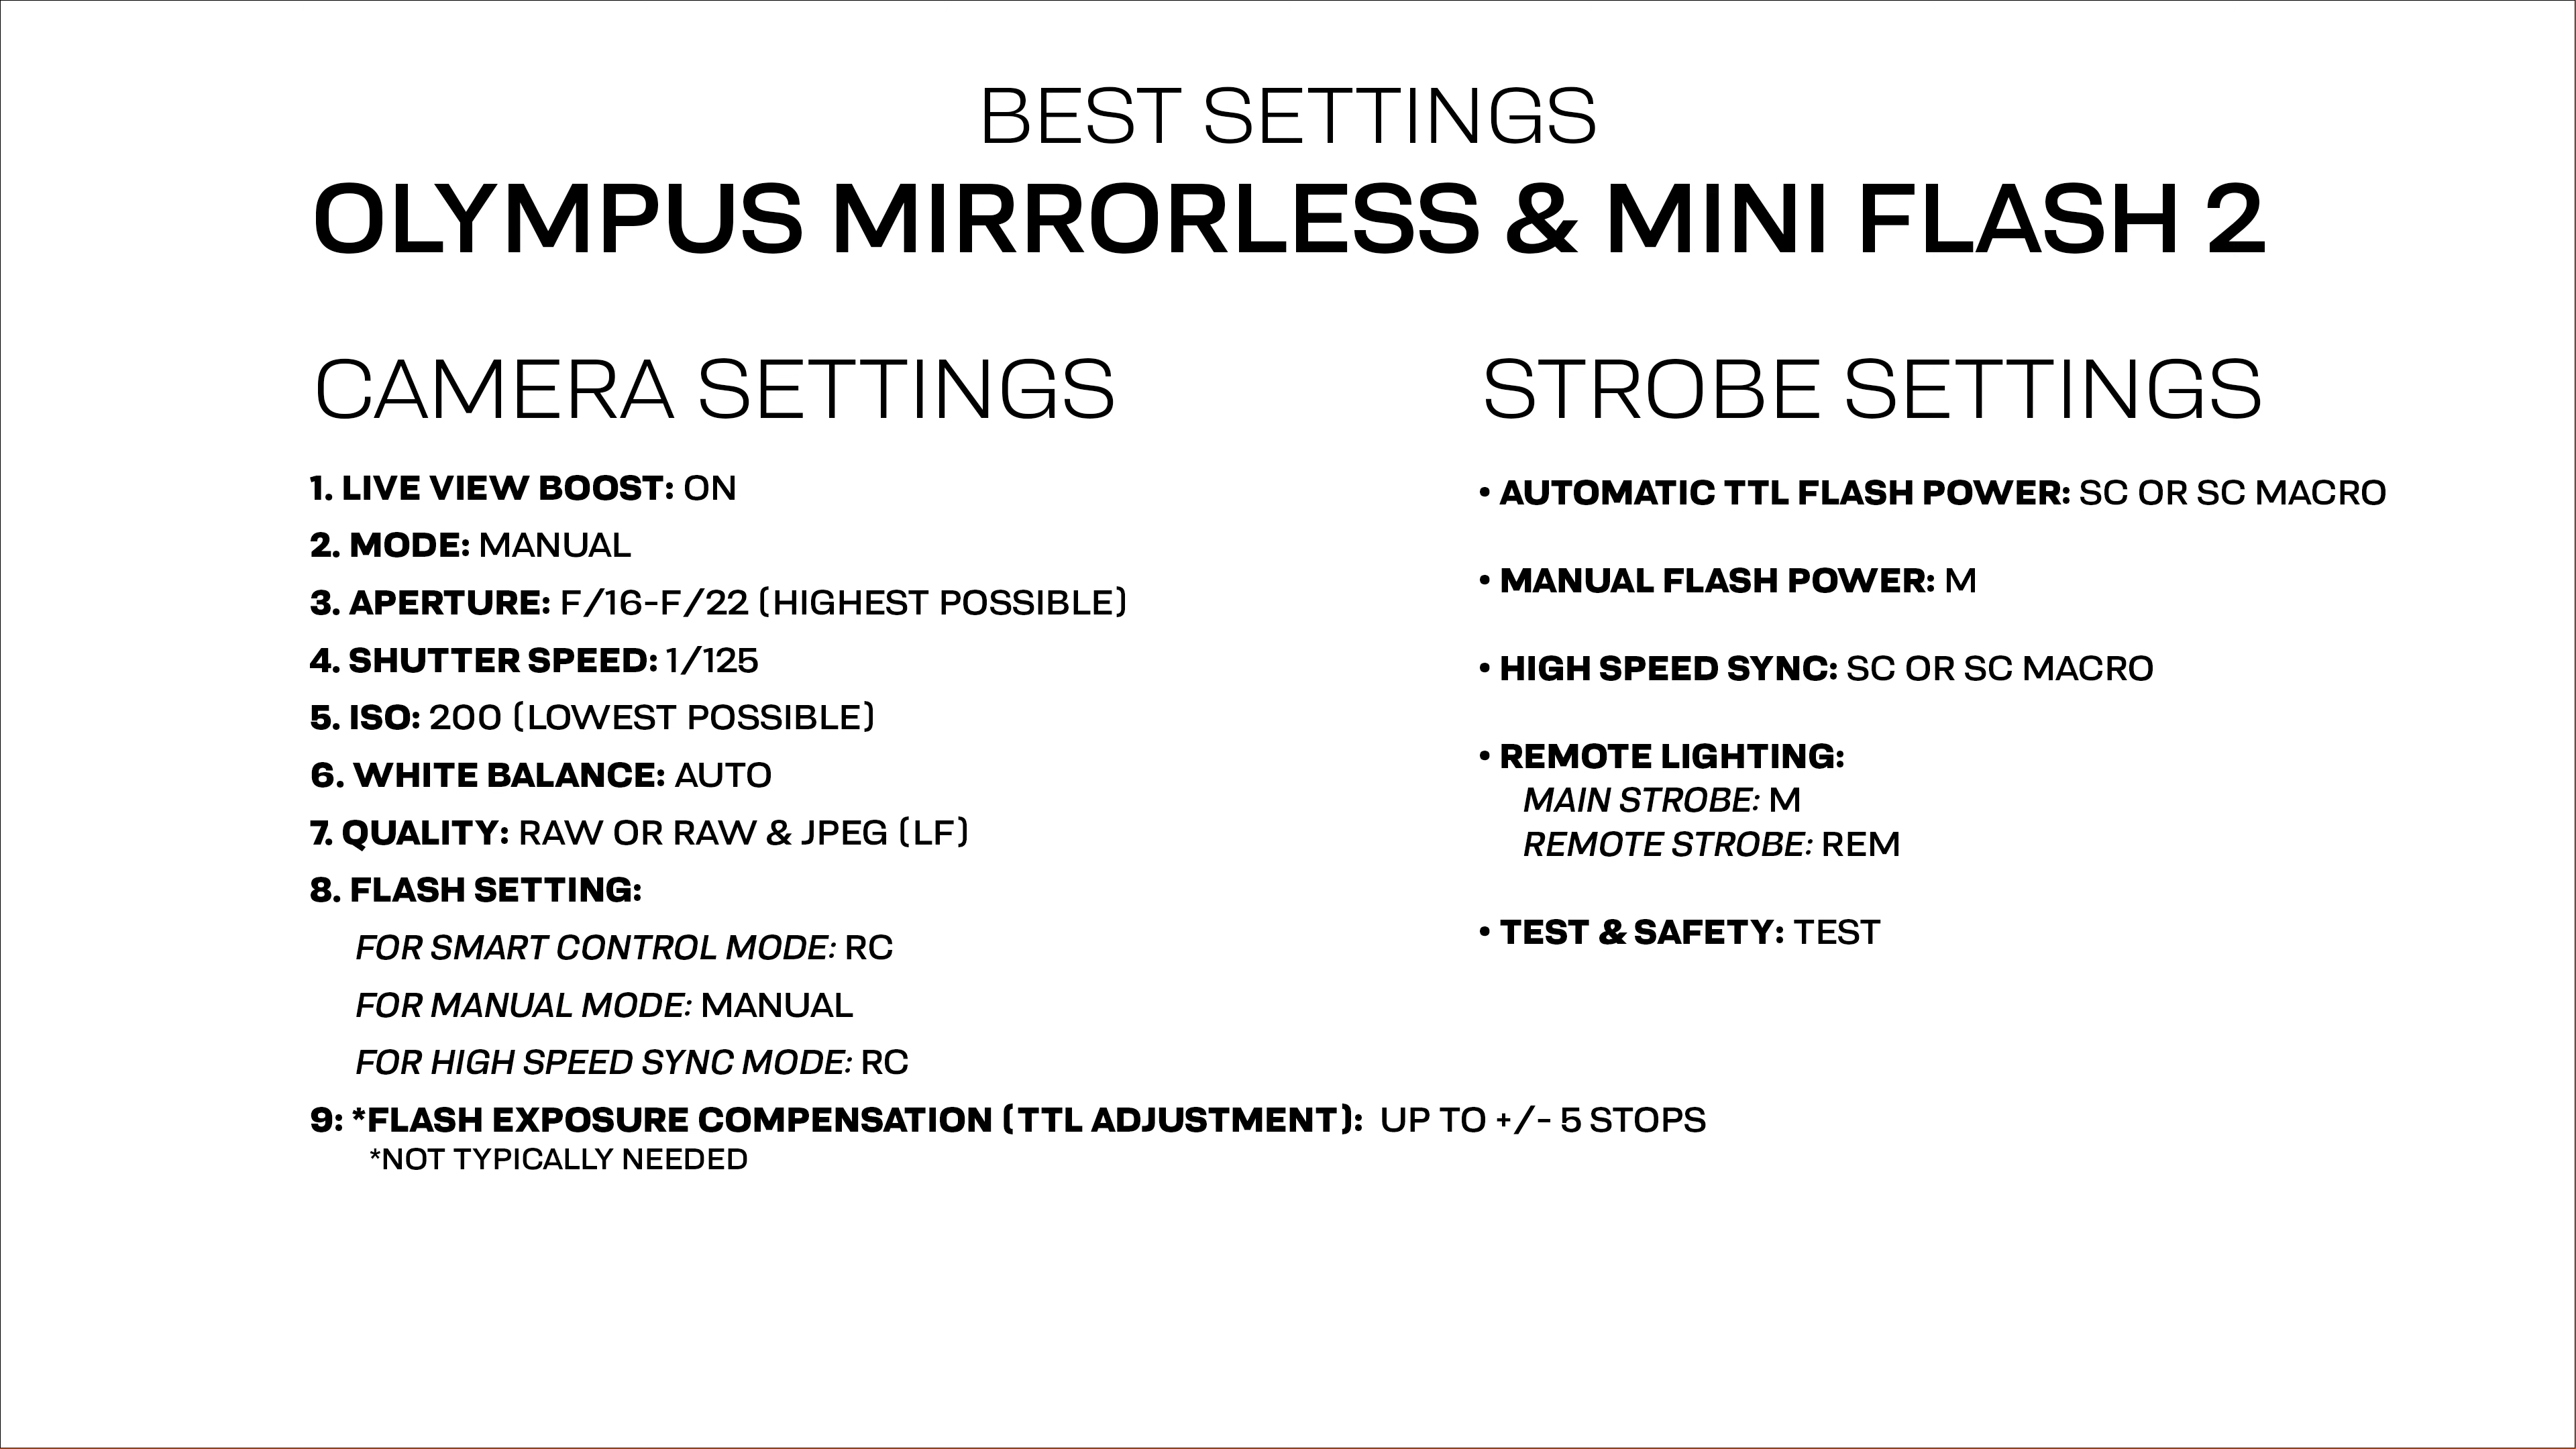 BEST SETTINGS
OLYMPUS MIRRORLESS & MINI FLASH 2
CAMERA SETTINGS
1. LIVE VIEW BOOST: ON
2. MODE: MANUAL
3. APERTURE: F/16-F/22 (HIGHEST POSSIBLE)
4. SHUTTER SPEED: 1/125
5. ISO: 200 (LOWEST POSSIBLE)
6. WHITE BALANCE: AUTO
7. QUALITY: RAW OR RAW & JPEG (LF)
8. FLASH SETTING:
FOR SMART CONTROL MODE: RC
FOR MANUAL MODE: MANUAL
FOR HIGH SPEED SYNC MODE: RC
9: *FLASH EXPOSURE COMPENSATION (TTL ADJUSTMENT): UP TO +/- 5 STOPS
*NOT TYPICALLY NEEDED
STROBE SETTINGS
• AUTOMATIC TTL FLASH POWER: SC OR SC MACRO
• MANUAL FLASH POWER: M
• HIGH SPEED SYNC: SC OR SC MACRO
• REMOTE LIGHTING:
MAIN STROBE: M
REMOTE STROBE: REM
• TEST & SAFETY: TEST